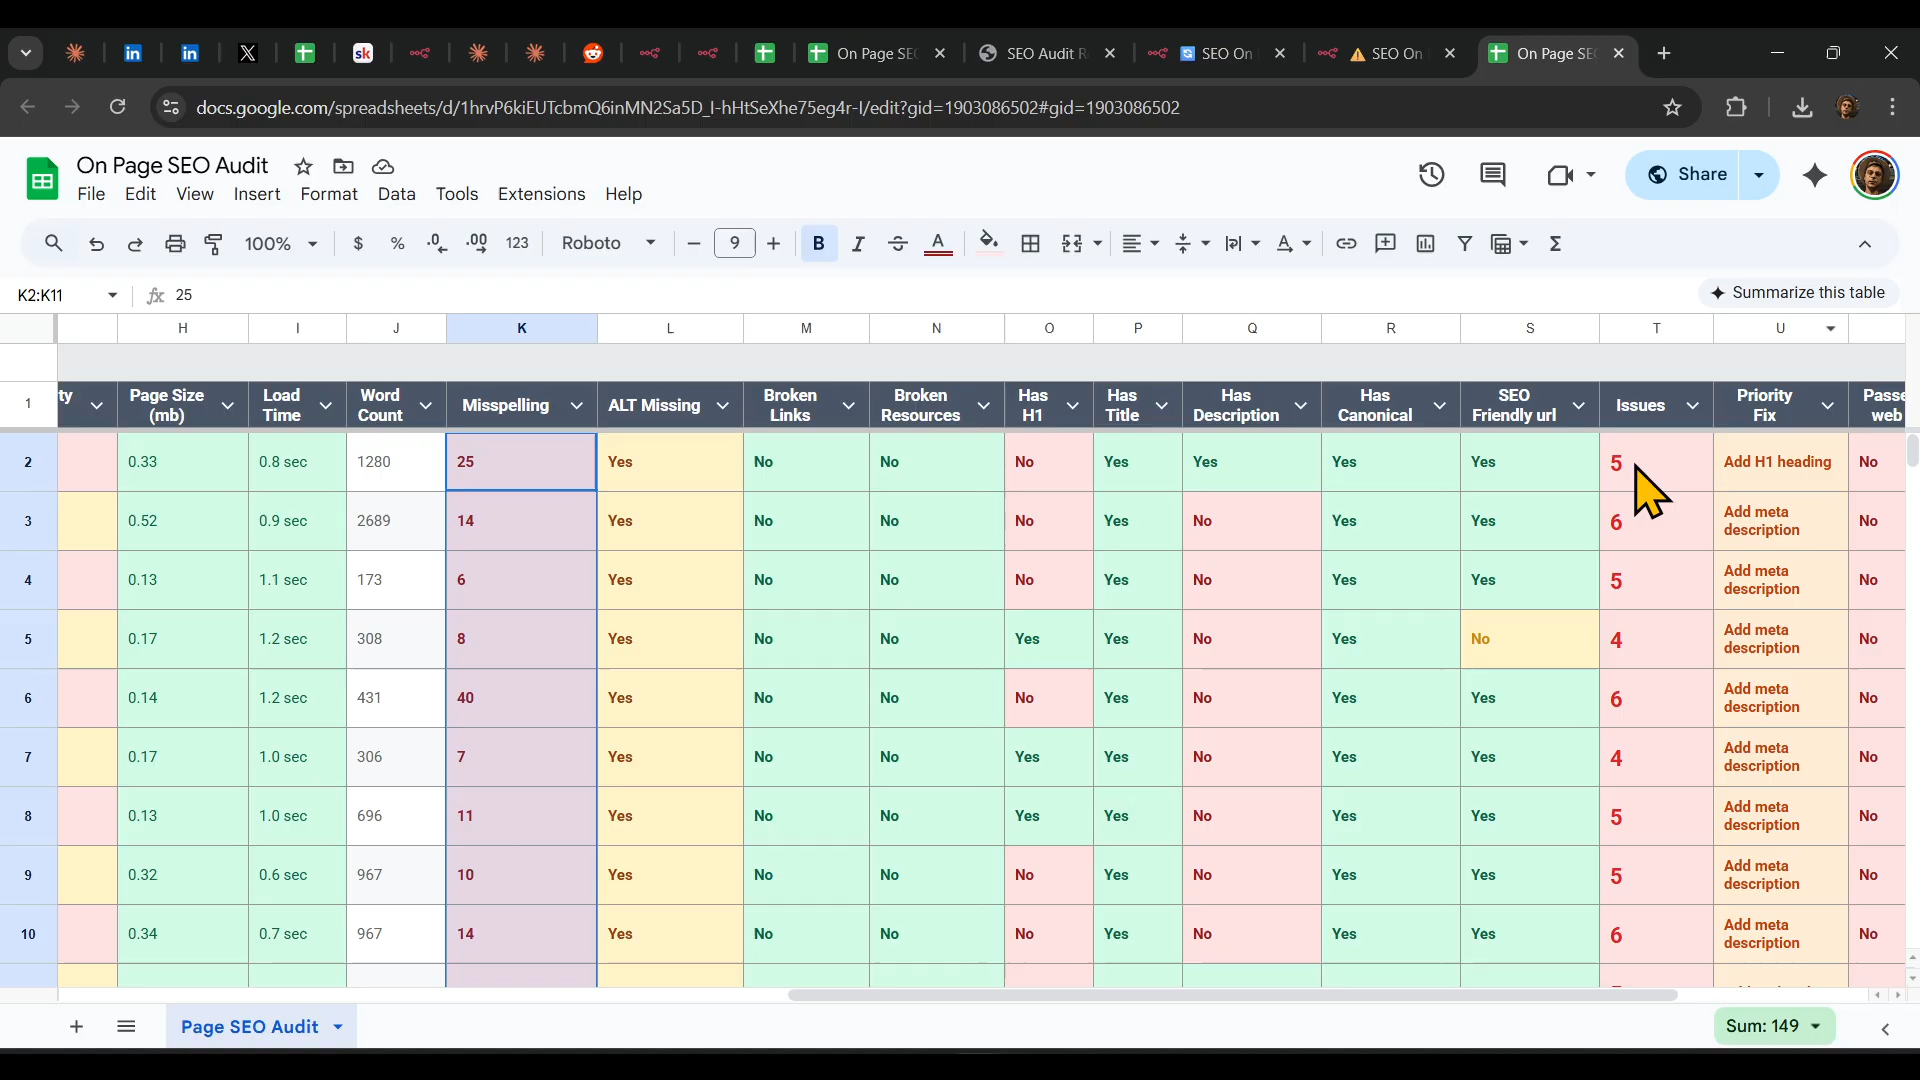 On Page SEO
SEO Audit R
SEO On
SEO On
On Page SE
docs.google.com/spreadsheets/d/1hrvP6kiEUTcbmQ6inMN2Sa5D_I-hHtSeXhe75eg4r-I/edit?gid=1903086502#gid=1903086502
On Page SEO Audit
Share
File Edit View Insert Format Data Tools Extensions Help
100% $ % .0 .00 123 Roboto 9 B I A
K2:K11 fx 25 Summarize this table
H I J K L M N O P Q R S T U
1 ty Page Size (mb) Load Time Word Count Misspelling ALT Missing Broken Links Broken Resources Has H1 Has Title Has Description Has Canonical SEO Friendly url Issues Priority Fix Passe web
2 0.33 0.8 sec 1280 25 Yes No No No Yes Yes Yes Yes 5 Add H1 heading No
3 0.52 0.9 sec 2689 14 Yes No No No Yes No Yes Yes 6 Add meta description No
4 0.13 1.1 sec 173 6 Yes No No No Yes No Yes Yes 5 Add meta description No
5 0.17 1.2 sec 308 8 Yes No No Yes Yes No Yes No 4 Add meta description No
6 0.14 1.2 sec 431 40 Yes No No No Yes No Yes Yes 6 Add meta description No
7 0.17 1.0 sec 306 7 Yes No No Yes Yes No Yes Yes 4 Add meta description No
8 0.13 1.0 sec 696 11 Yes No No Yes Yes No Yes Yes 5 Add meta description No
9 0.32 0.6 sec 967 10 Yes No No No Yes No Yes Yes 5 Add meta description No
10 0.34 0.7 sec 967 14 Yes No No No Yes No Yes Yes 6 Add meta description No
Page SEO Audit
Sum: 149